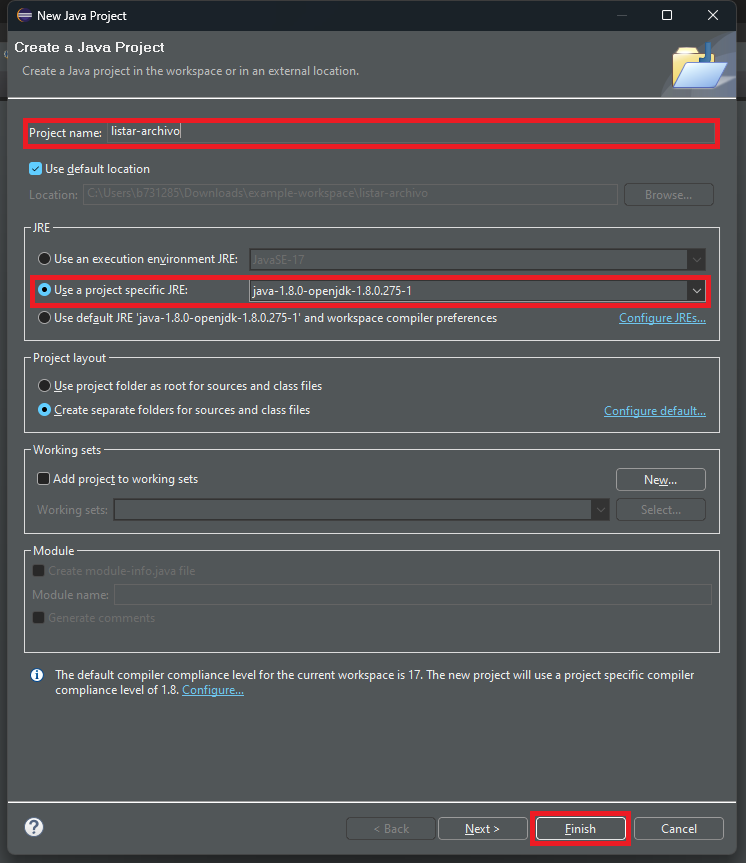 New Java Project
Create a Java Project
Create a Java project in the workspace or in an external location.
Project name: listar-archivo
Use default location
Location: C:\Users\b731285\Downloads\example-workspace\listar-archivo Browse...
JRE
Use an execution environment JRE: JavaSE-17
Use a project specific JRE: java-1.8.0-openjdk-1.8.0.275-1
Use default JRE 'java-1.8.0-openjdk-1.8.0.275-1' and workspace compiler preferences Configure JREs...
Project layout
Use project folder as root for sources and class files
Create separate folders for sources and class files Configure default...
Working sets
Add project to working sets New...
Working sets: Select...
Module
Create module-info.java file
Module name:
Generate comments
The default compiler compliance level for the current workspace is 17. The new project will use a project specific compiler
compliance level of 1.8. Configure...
? < Back Next > Finish Cancel